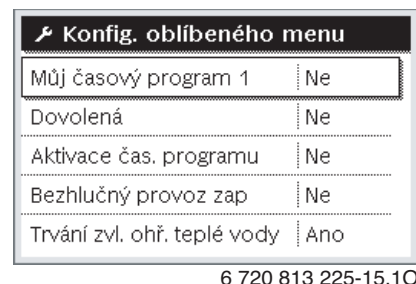 Konfig. oblíbeného menu
Můj časový program 1 Ne
Dovolená Ne
Aktivace čas. programu Ne
Bezhlučný provoz zap Ne
Trvání zvl. ohř. teplé vody Ano
6 720 813 225-15.1O